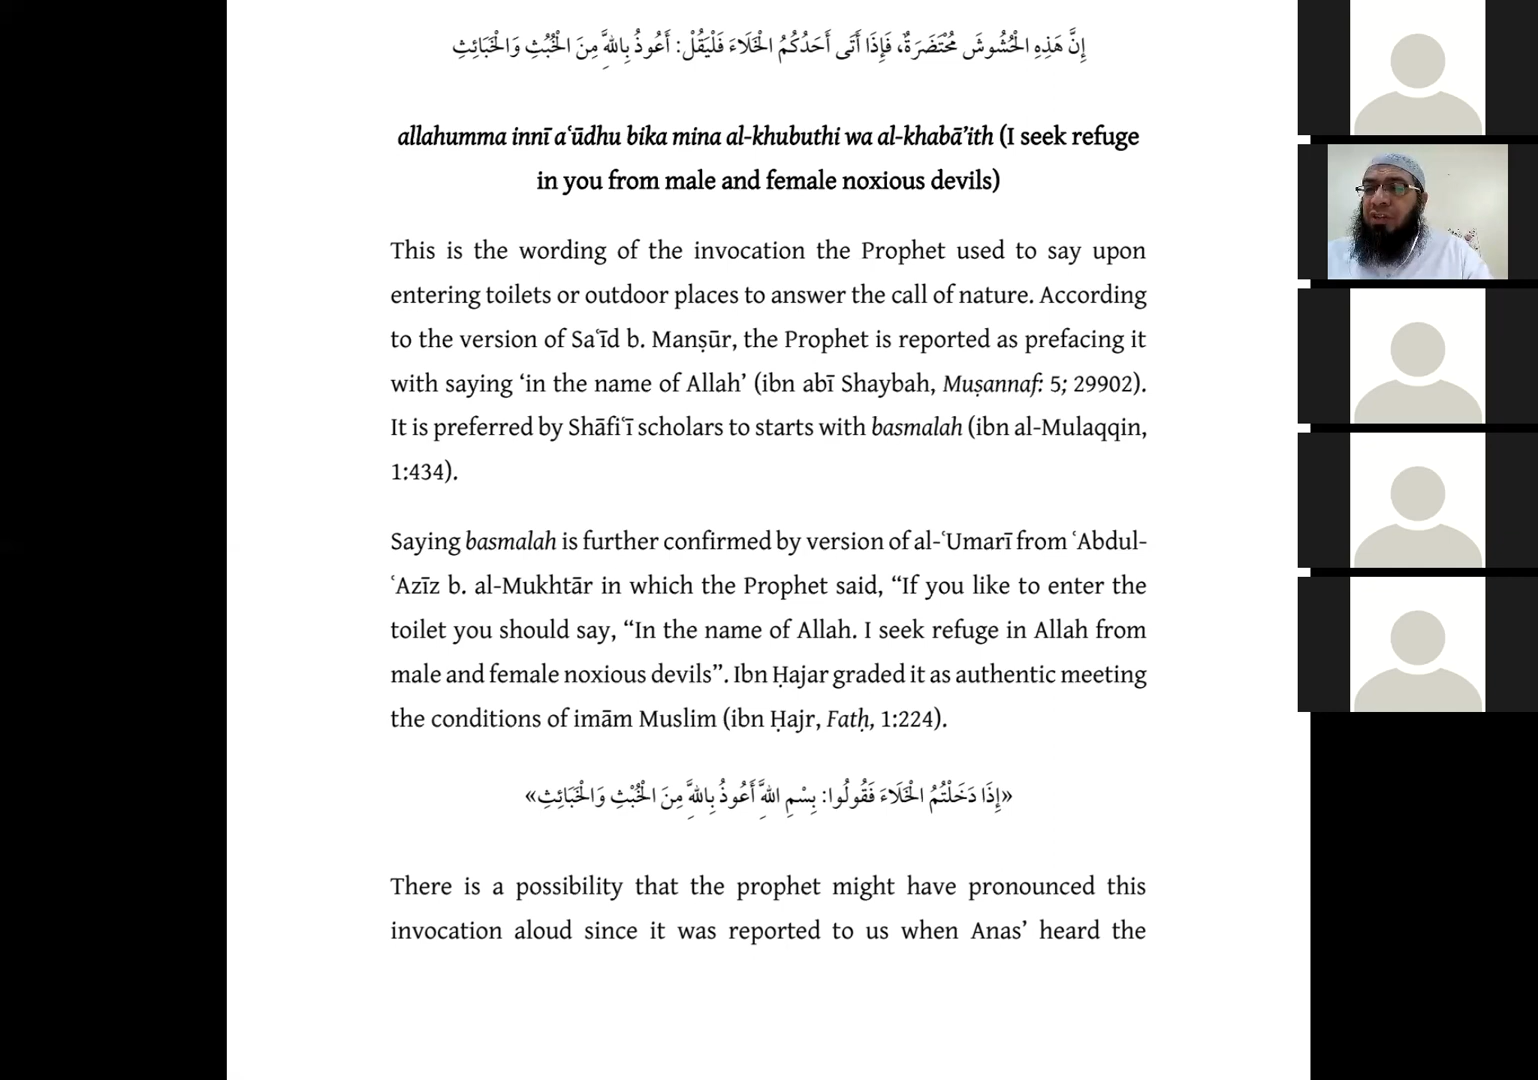 إِنَّ هَذِهِ الْحُشُوشَ مُحْتَضَرَةٌ، فَإِذَا أَتَى أَحَدُكُمُ الْخَلَاءَ فَلْيَقُلْ: أَعُوذُ بِاللَّهِ مِنَ الْخُبُثِ وَالْخَبَائِثِ
allahumma innī aʿūdhu bika mina al-khubuthi wa al-khabā’ith (I seek refuge
in you from male and female noxious devils)
This is the wording of the invocation the Prophet used to say upon
entering toilets or outdoor places to answer the call of nature. According
to the version of Saʿīd b. Manṣūr, the Prophet is reported as prefacing it
with saying ‘in the name of Allah’ (ibn abī Shaybah, Muṣannaf: 5; 29902).
It is preferred by Shāfiʿī scholars to starts with basmalah (ibn al-Mulaqqin,
1:434).
Saying basmalah is further confirmed by version of al-ʿUmarī from ʿAbdul-
ʿAzīz b. al-Mukhtār in which the Prophet said, “If you like to enter the
toilet you should say, “In the name of Allah. I seek refuge in Allah from
male and female noxious devils”. Ibn Ḥajar graded it as authentic meeting
the conditions of imām Muslim (ibn Ḥajr, Fatḥ, 1:224).
«إِذَا دَخَلْتُمُ الْخَلَاءَ فَقُولُوا: بِسْمِ اللَّهِ أَعُوذُ بِاللَّهِ مِنَ الْخُبْثِ وَالْخَبَائِثِ»
There is a possibility that the prophet might have pronounced this
invocation aloud since it was reported to us when Anas’ heard the